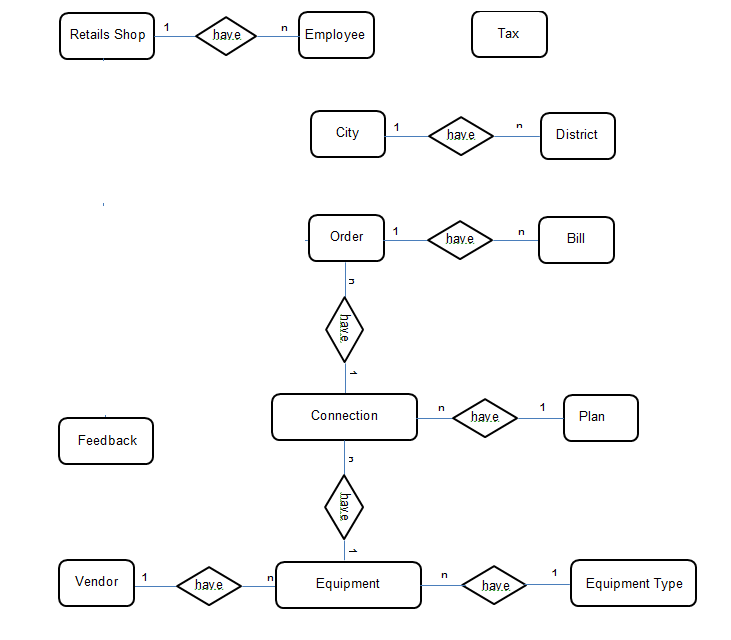 Retails Shop 1 have n Employee
Tax
City 1 have n District
Order 1 have n Bill
n
have
1
Connection n have 1 Plan
Feedback
n
have
1
Vendor 1 have n Equipment n have 1 Equipment Type